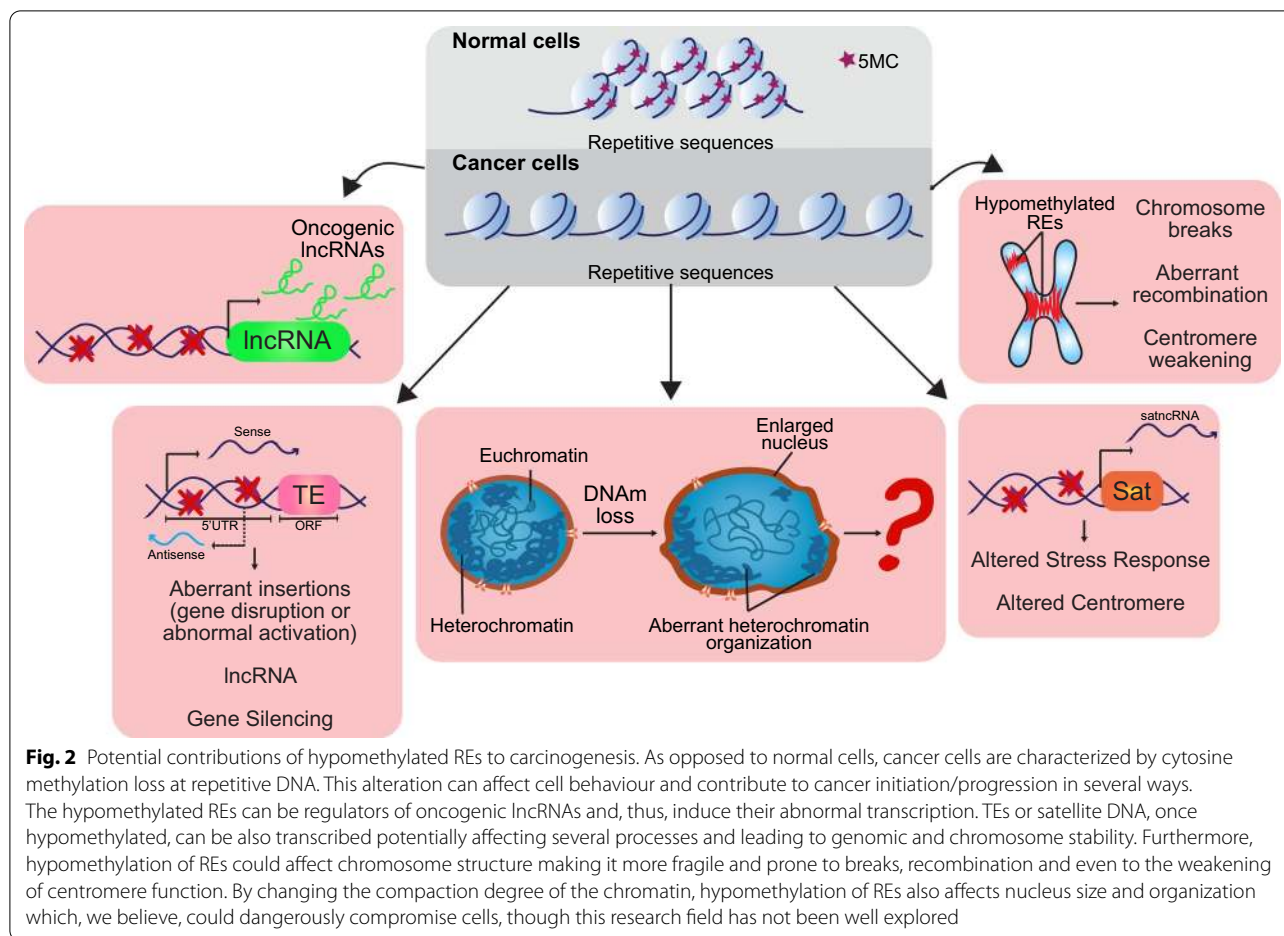 Normal cells
5MC
Repetitive sequences
Cancer cells
Repetitive sequences
Oncogenic
lncRNAs
lncRNA
Hypomethylated
REs
Chromosome
breaks
Aberrant
recombination
Centromere
weakening
Sense
TE
5'UTR
ORF
Antisense
Aberrant insertions
(gene disruption or
abnormal activation)
lncRNA
Gene Silencing
Euchromatin
Heterochromatin
DNAm
loss
Enlarged
nucleus
Aberrant heterochromatin
organization
?
satncRNA
Sat
Altered Stress Response
Altered Centromere
Fig. 2 Potential contributions of hypomethylated REs to carcinogenesis. As opposed to normal cells, cancer cells are characterized by cytosine
methylation loss at repetitive DNA. This alteration can affect cell behaviour and contribute to cancer initiation/progression in several ways.
The hypomethylated REs can be regulators of oncogenic lncRNAs and, thus, induce their abnormal transcription. TEs or satellite DNA, once
hypomethylated, can be also transcribed potentially affecting several processes and leading to genomic and chromosome stability. Furthermore,
hypomethylation of REs could affect chromosome structure making it more fragile and prone to breaks, recombination and even to the weakening
of centromere function. By changing the compaction degree of the chromatin, hypomethylation of REs also affects nucleus size and organization
which, we believe, could dangerously compromise cells, though this research field has not been well explored